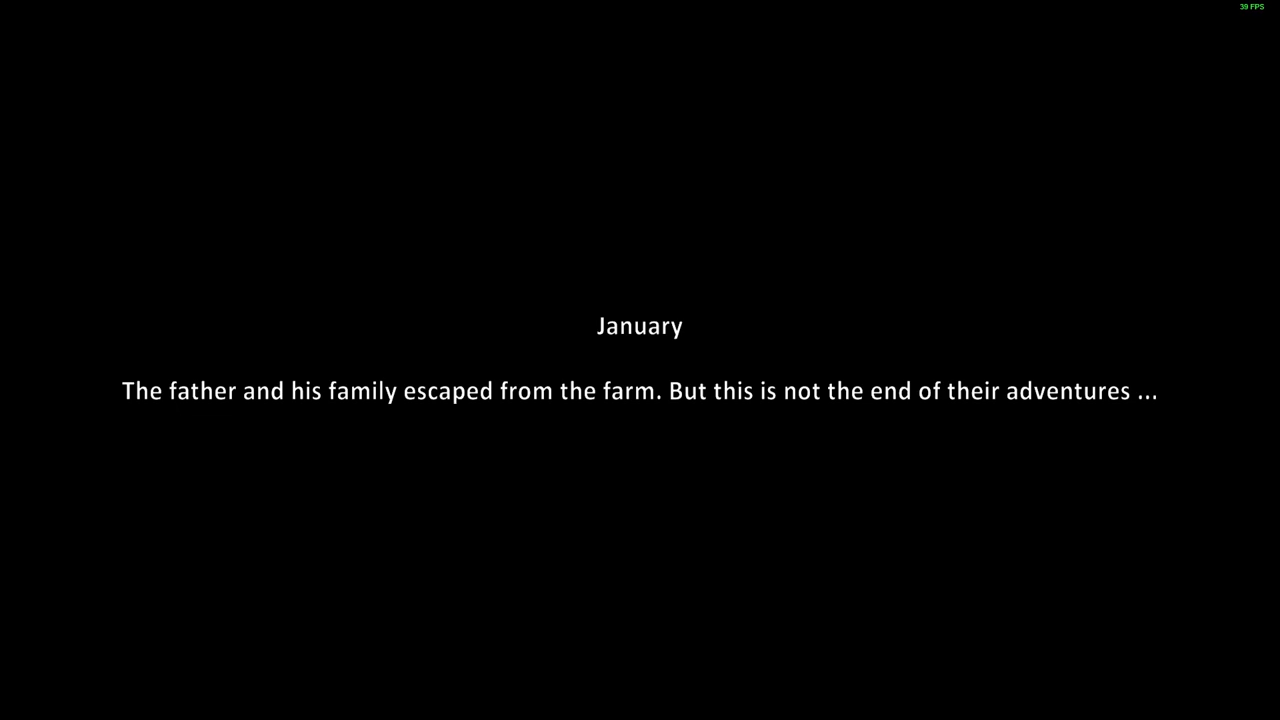 39 FPS
January
The father and his family escaped from the farm. But this is not the end of their adventures ...